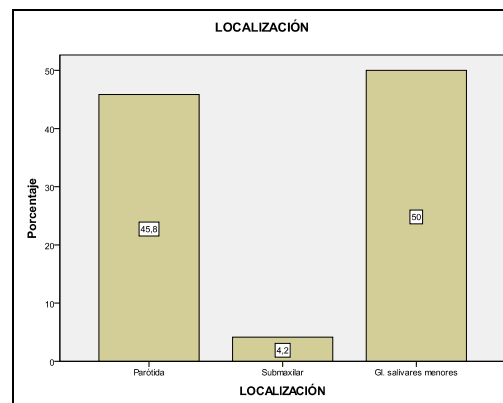 LOCALIZACIÓN
Porcentaje
50
40
30
20
10
0
45,8
4,2
50
Parótida
Submaxilar
Gl. salivares menores
LOCALIZACIÓN